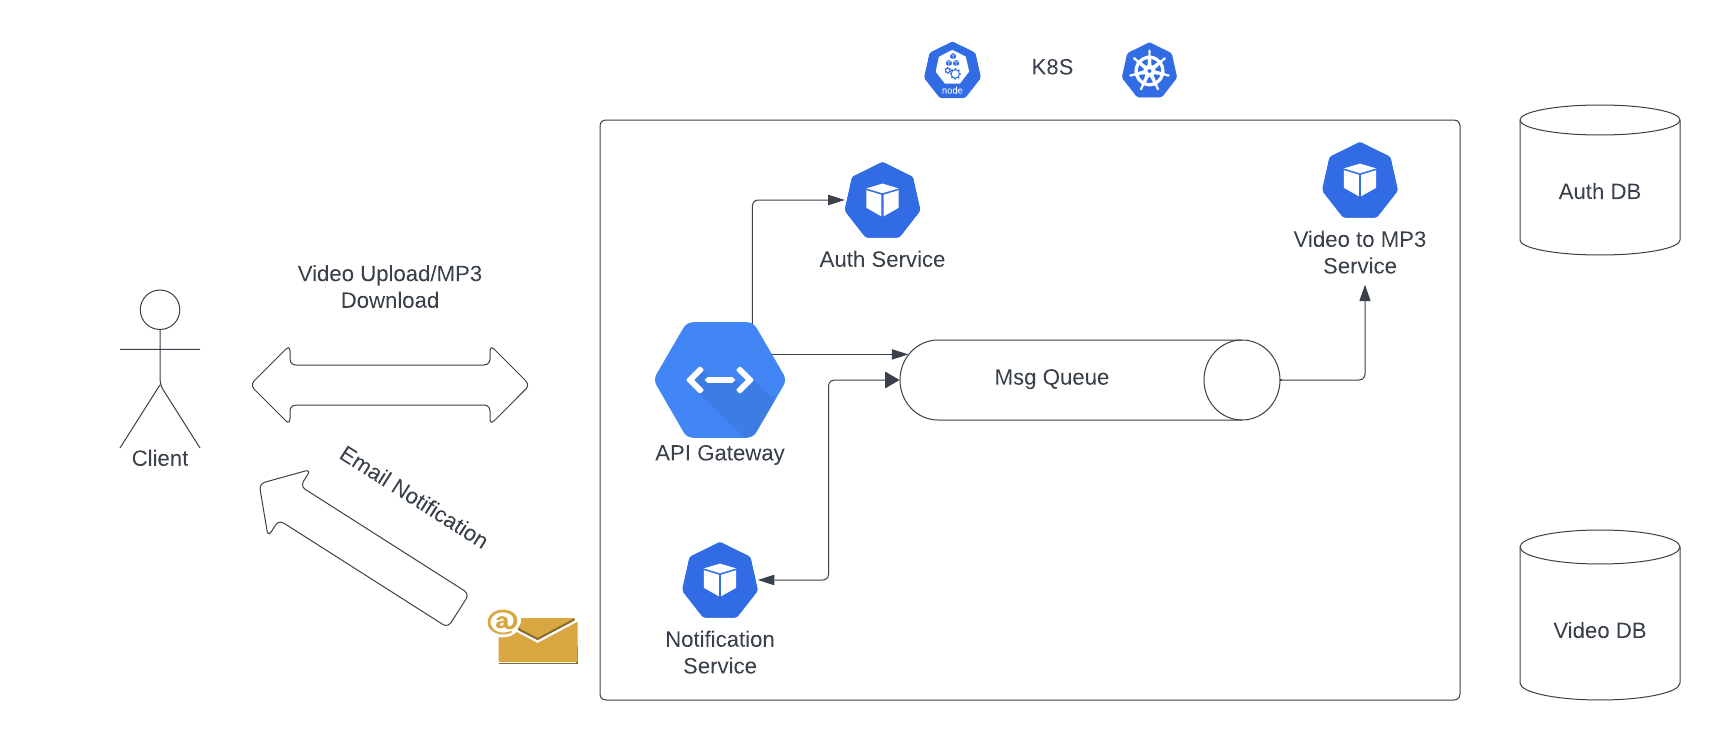 node
K8S
Auth DB
Auth Service
Video to MP3
Service
Video Upload/MP3
Download
Client
Msg Queue
API Gateway
Email Notification
@
Notification
Service
Video DB